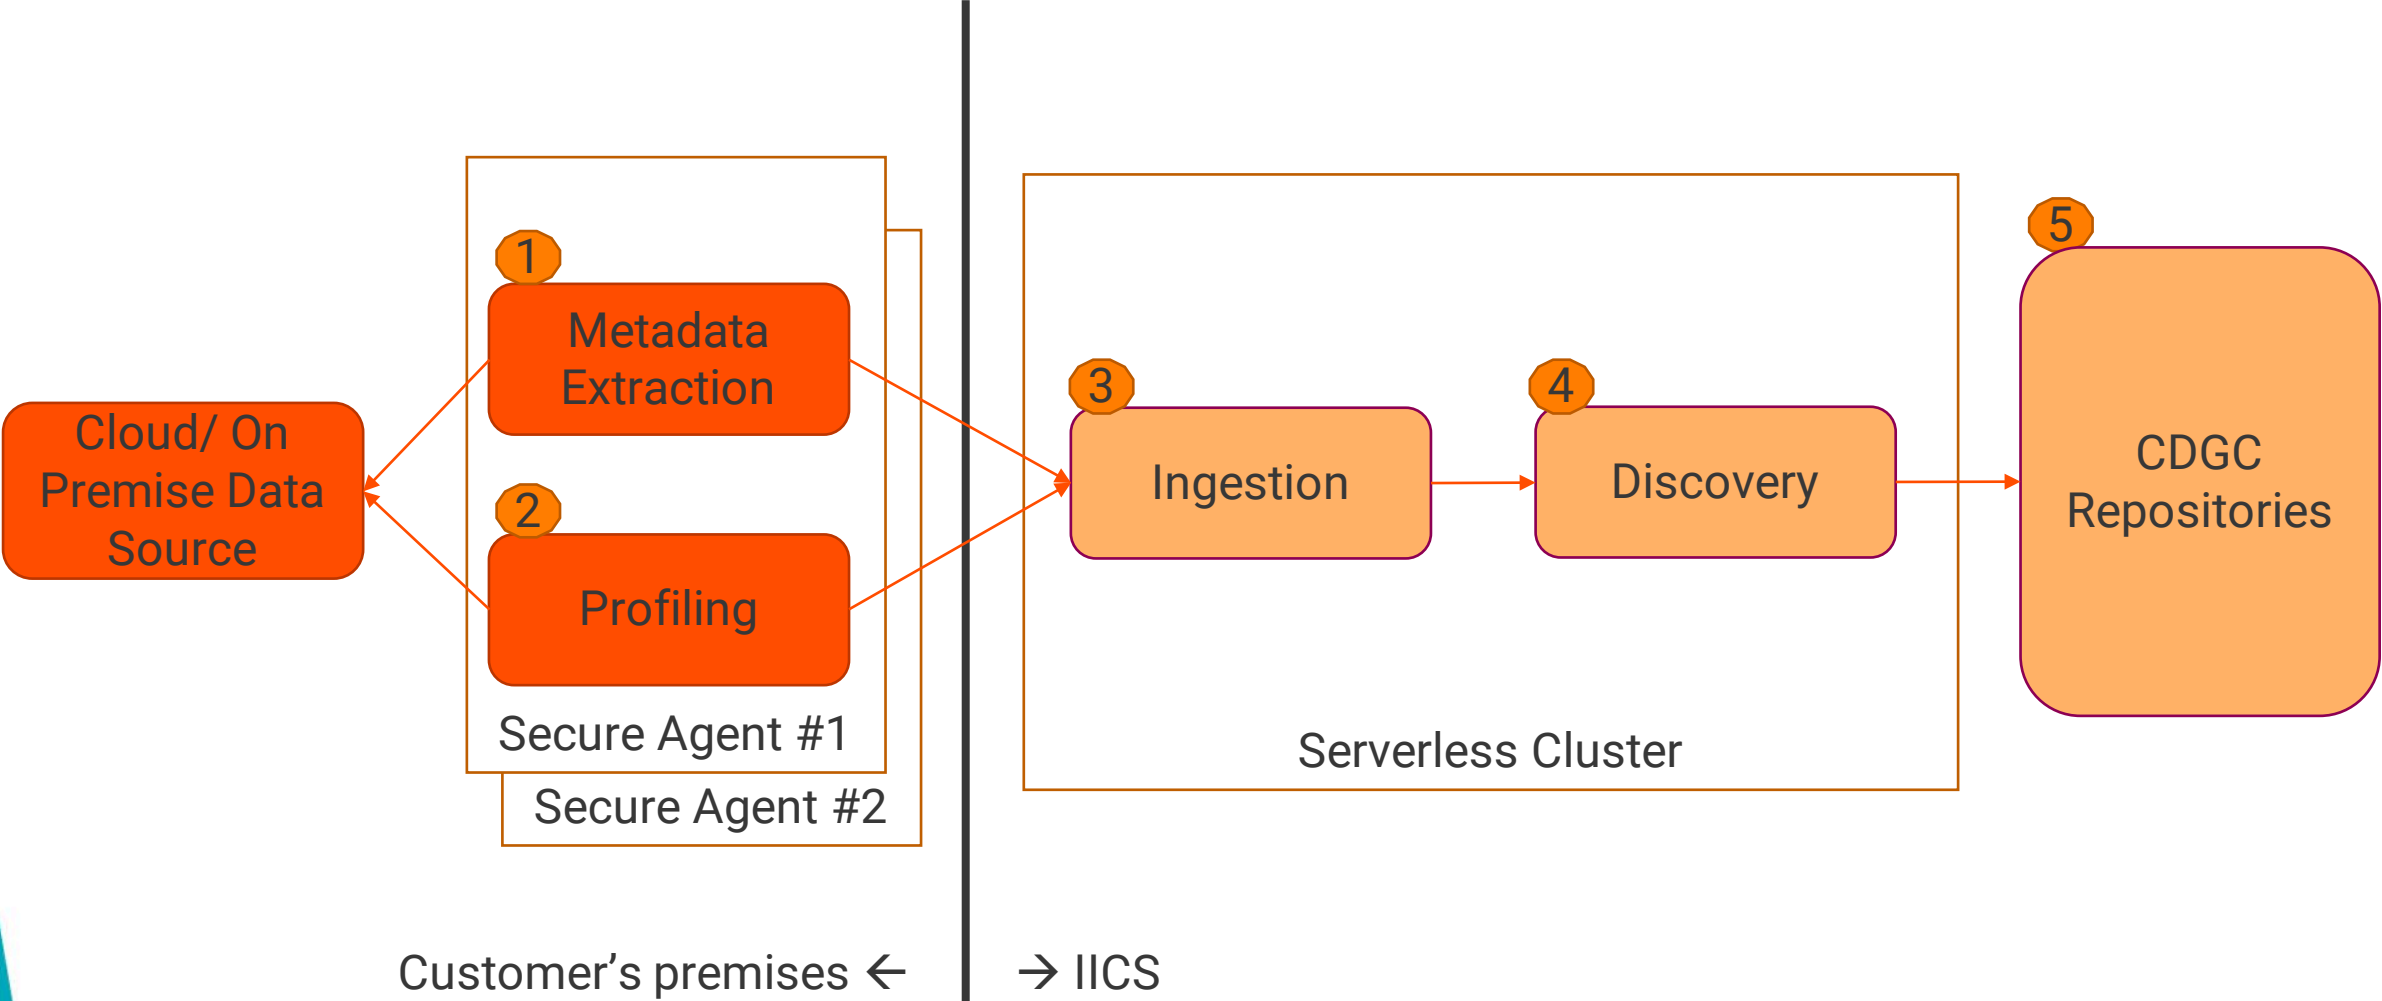 Cloud/ On
Premise Data
Source
1
Metadata
Extraction
2
Profiling
Secure Agent #1
Secure Agent #2
3
Ingestion
4
Discovery
Serverless Cluster
5
CDGC
Repositories
Customer’s premises ←
→ IICS